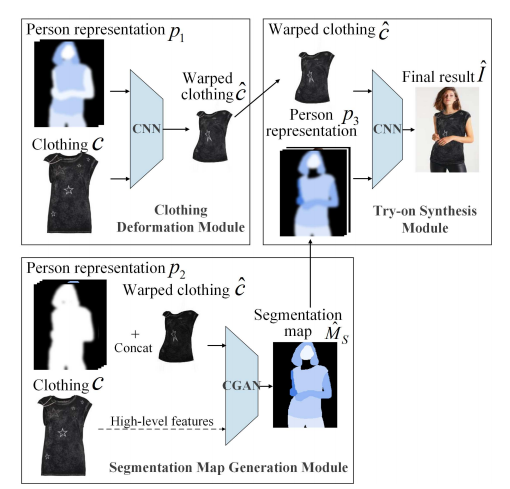 Person representation p₁
CNN
Warped
clothing ĉ
Clothing c
Clothing
Deformation Module
Warped clothing ĉ
Final result Î
Person p₃
representation
CNN
Try-on Synthesis
Module
Person representation p₂
Warped clothing ĉ
+
Concat
Segmentation
map M̂_S
Clothing c
CGAN
High-level features
Segmentation Map Generation Module